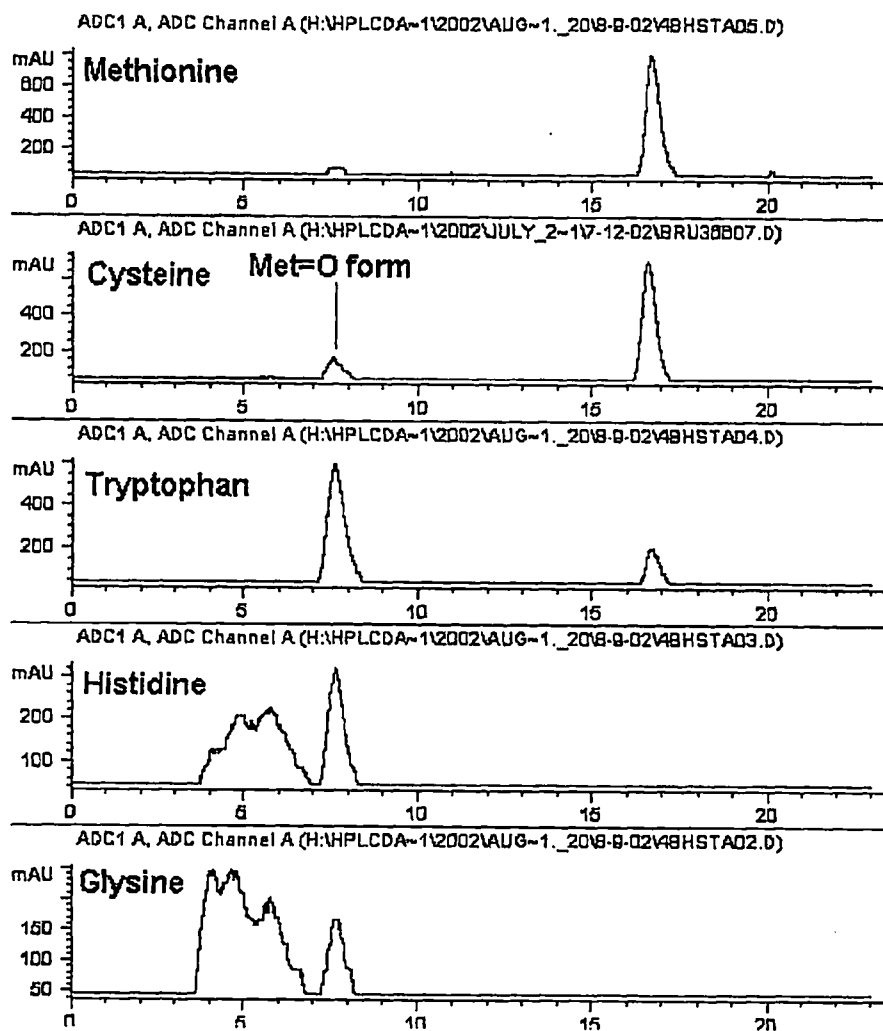 ADC1 A, ADC Channel A (H:\HPLCDA~1\2002\AUG~1._20\8-9-02\48HSTA05.D)
mAU
Methionine
600
400
200
0 5 10 15 20
ADC1 A, ADC Channel A (H:\HPLCDA~1\2002\JULY_2~1\7-12-02\BRU38B07.D)
mAU
Cysteine Met=O form
400
200
0 5 10 15 20
ADC1 A, ADC Channel A (H:\HPLCDA~1\2002\AUG~1._20\8-9-02\48HSTA04.D)
mAU
Tryptophan
400
200
0 5 10 15 20
ADC1 A, ADC Channel A (H:\HPLCDA~1\2002\AUG~1._20\8-9-02\48HSTA03.D)
mAU
Histidine
200
100
0 5 10 15 20
ADC1 A, ADC Channel A (H:\HPLCDA~1\2002\AUG~1._20\8-9-02\48HSTA02.D)
mAU
Glysine
150
100
50
0 5 10 15 20